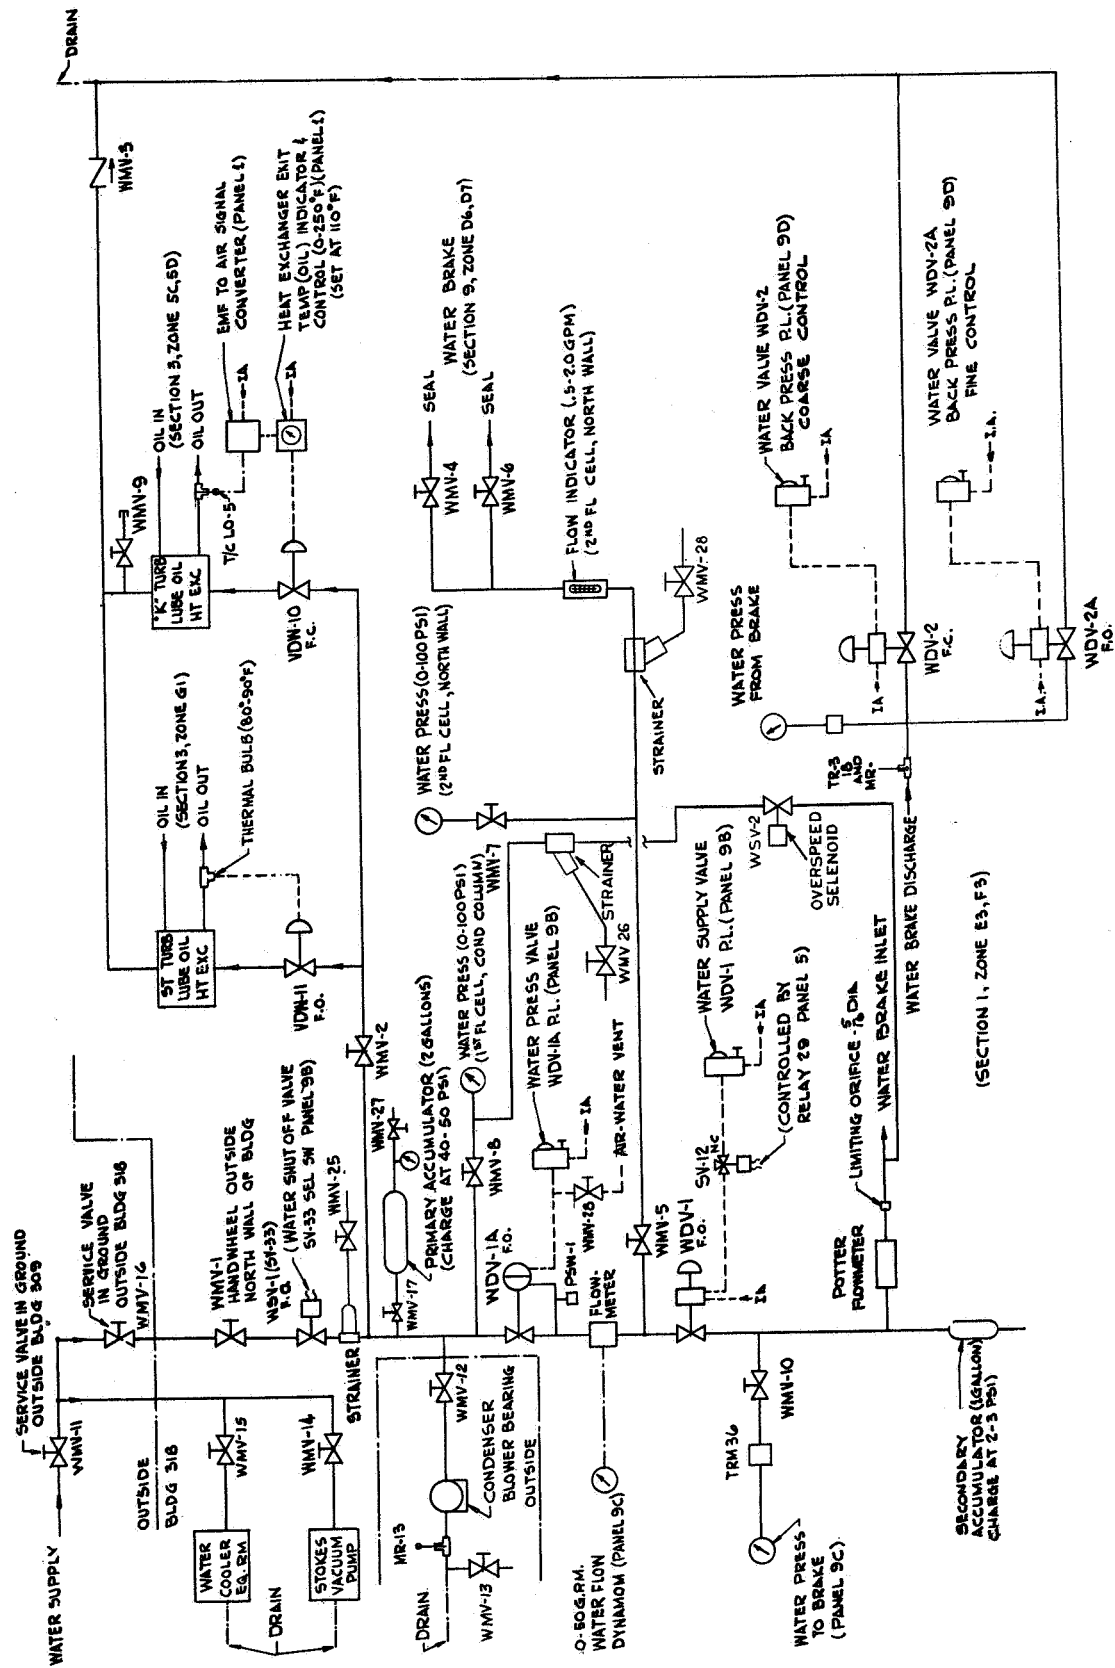 WATER SUPPLY
SERVICE VALVE IN GROUND
OUTSIDE BLDG 309
WMV-11
SERVICE VALVE
IN GROUND
OUTSIDE BLDG 318
WMV-16
OUTSIDE
BLDG 318
WATER
COOLER
EQ. RM
WMV-15
STOKES
VACUUM
PUMP
WMV-14
DRAIN
WMV-1
HANDWHEEL OUTSIDE
NORTH WALL OF BLDG
WSV-1 (SV-33)
F.O.
(WATER SHUT OFF VALVE
SV-33 SEL SW PANEL 9B)
STRAINER
WMV-25
WMV-2
ST TURB
LUBE OIL
HT EXC
OIL IN
(SECTION 3, ZONE G1)
OIL OUT
THERMAL BULB (80°-90°F)
VDW-11
F.O.
"K" TURB
LUBE OIL
HT EXC
WMV-9
OIL IN
(SECTION 3, ZONE 5C, 5D)
OIL OUT
T/C LO-5
VDW-10
F.C.
EMF TO AIR SIGNAL
CONVERTER (PANEL 1)
IA
HEAT EXCHANGER EXIT
TEMP (OIL) INDICATOR &
CONTROL (0-250°F) (PANEL 1)
(SET AT 110°F)
IA
WMV-3
DRAIN
WMV-17
WMV-27
PRIMARY ACCUMULATOR (2 GALLONS)
(CHARGE AT 40-50 PSI)
MR-13
DRAIN
WMV-13
WMV-12
CONDENSER
BLOWER BEARING
OUTSIDE
WMV-8
WATER PRESS (0-100 PSI)
(1ST FL CELL, COND COLUMN)
WDV-1A
F.O.
WATER PRESS VALVE
WDV-1A P.L. (PANEL 9B)
IA
PSW-1
WMV-28
AIR-WATER VENT
FLOW-
METER
0-50 G.P.M.
WATER FLOW
DYNAMOM (PANEL 9C)
WMV-7
WATER PRESS (0-100 PSI)
(2ND FL CELL, NORTH WALL)
STRAINER
WMV 26
WMV-5
STRAINER
WMV-28
FLOW INDICATOR (.5-2.0 GPM)
(2ND FL CELL, NORTH WALL)
WMV-4
SEAL
WMV-6
SEAL
WATER BRAKE
(SECTION 9, ZONE D6, D7)
WDV-1
F.O.
IA
SV-12
NC
(CONTROLLED BY
RELAY 29 PANEL 5)
WATER SUPPLY VALVE
WDV-1 P.L. (PANEL 9B)
IA
WSV-2
OVERSPEED
SELENOID
WMV-10
TRM 36
WATER PRESS
TO BRAKE
(PANEL 9C)
POTTER
FLOWMETER
LIMITING ORIFICE - 5/16 DIA
WATER BRAKE INLET
SECONDARY
ACCUMULATOR (1 GALLON)
CHARGE AT 2-3 PSI
WATER BRAKE DISCHARGE
(SECTION 1, ZONE E3, F3)
TR-3
18
AND
MR-
WATER PRESS
FROM BRAKE
WDV-2
F.C.
IA
WATER VALVE WDV-2
BACK PRESS P.L. (PANEL 9D)
COARSE CONTROL
IA
WDV-2A
F.O.
I.A.
WATER VALVE WDV-2A
BACK PRESS P.L. (PANEL 9D)
FINE CONTROL
I.A.